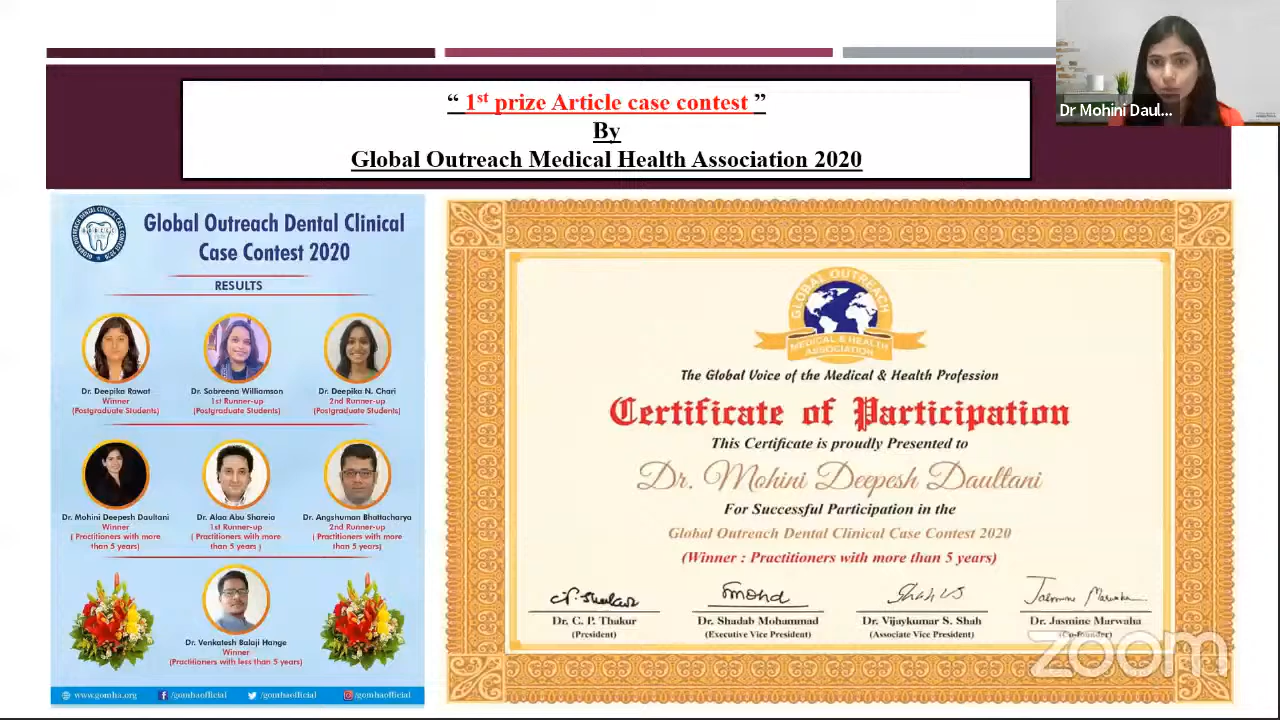 “ 1st prize Article case contest ”
By
Global Outreach Medical Health Association 2020
Dr Mohini Daul...
Global Outreach Dental Clinical
Case Contest 2020
RESULTS
Dr. Deepika Rawat
Winner
(Postgraduate Students)
Dr. Sabreena Williamson
1st Runner-up
(Postgraduate Students)
Dr. Deepika N. Chari
2nd Runner-up
(Postgraduate Students)
Dr. Mohini Deepesh Daultani
Winner
( Practitioners with more
than 5 years)
Dr. Alaa Abu Shareia
1st Runner-up
( Practitioners with more
than 5 years )
Dr. Angshuman Bhattacharya
2nd Runner-up
( Practitioners with more
than 5 years)
Dr. Venkatesh Balaji Hange
Winner
(Practitioners with less than 5 years)
www.gomha.org
/gomhaofficial
/gomhaofficial
/gomhaofficial
GLOBAL OUTREACH
MEDICAL & HEALTH
ASSOCIATION
The Global Voice of the Medical & Health Profession
Certificate of Participation
This Certificate is proudly Presented to
Dr. Mohini Deepesh Daultani
For Successful Participation in the
Global Outreach Dental Clinical Case Contest 2020
(Winner : Practitioners with more than 5 years)
Dr. C. P. Thakur
(President)
Dr. Shadab Mohammad
(Executive Vice President)
Dr. Vijaykumar S. Shah
(Associate Vice President)
Jasmine Marwaha
Dr. Jasmine Marwaha
(Co-founder)
zoom